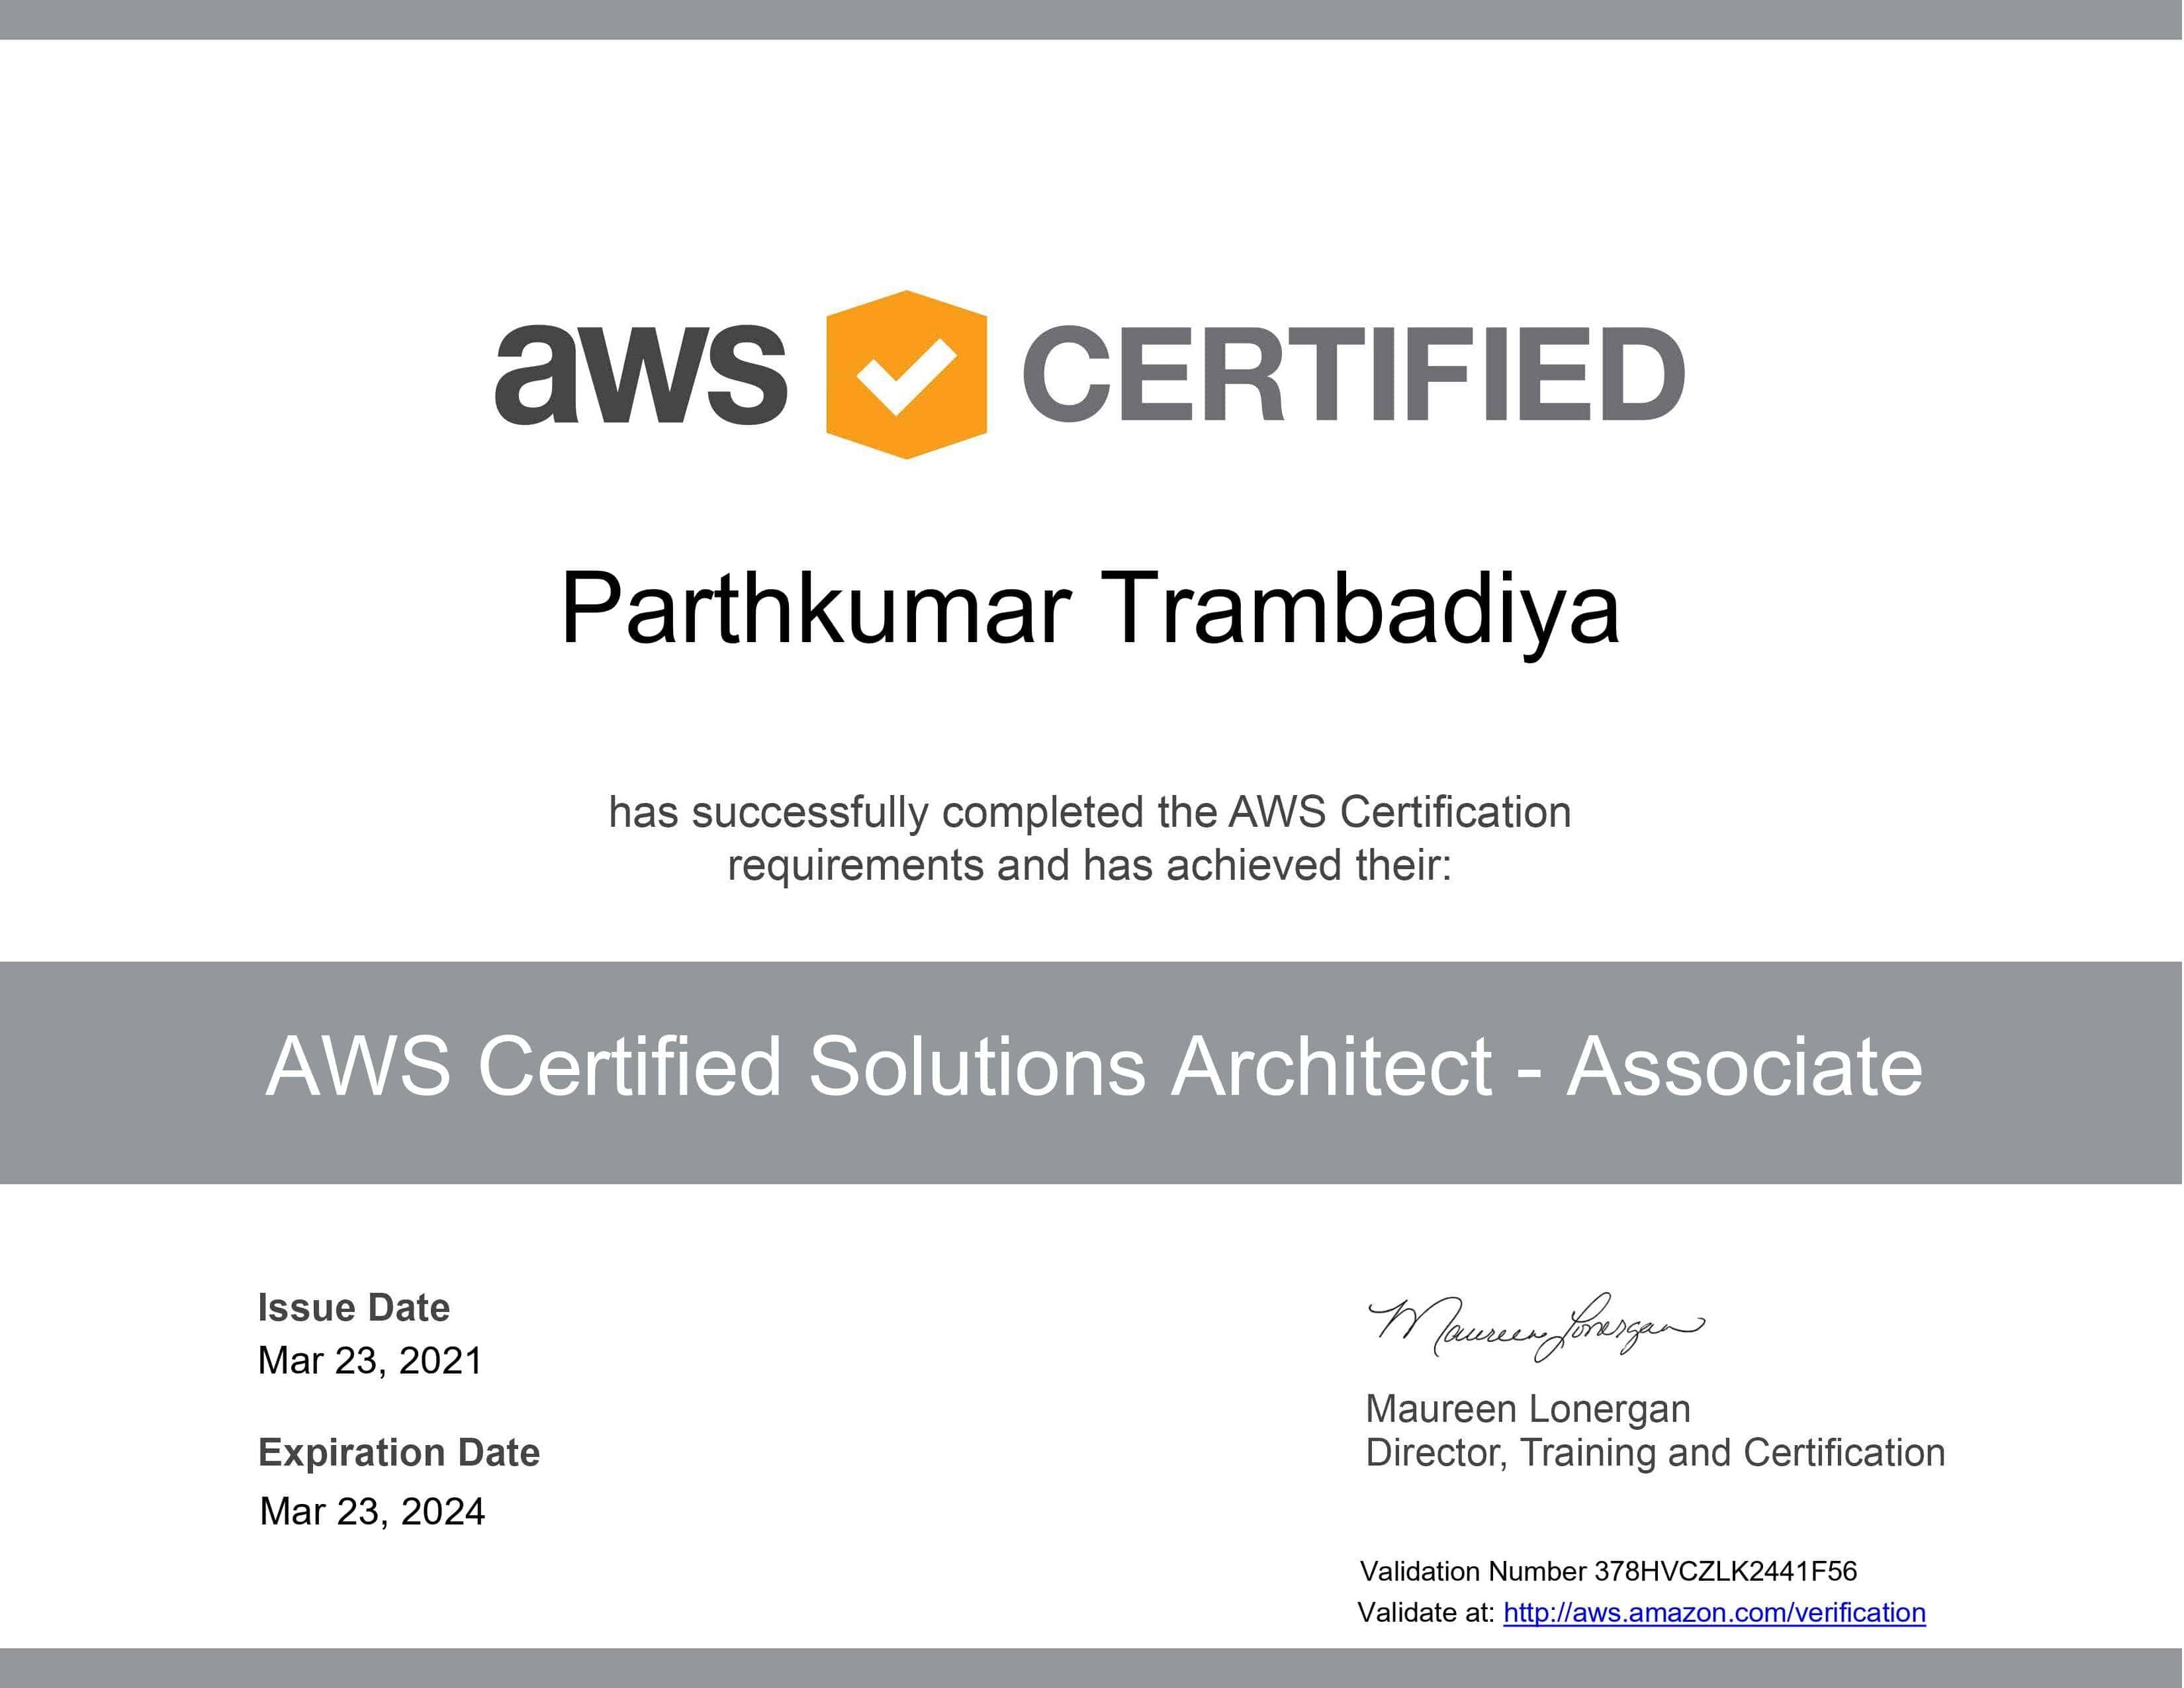 aws CERTIFIED
Parthkumar Trambadiya
has successfully completed the AWS Certification
requirements and has achieved their:
AWS Certified Solutions Architect - Associate
Issue Date
Mar 23, 2021
Expiration Date
Mar 23, 2024
Maureen Lonergan
Maureen Lonergan
Director, Training and Certification
Validation Number 378HVCZLK2441F56
Validate at: http://aws.amazon.com/verification